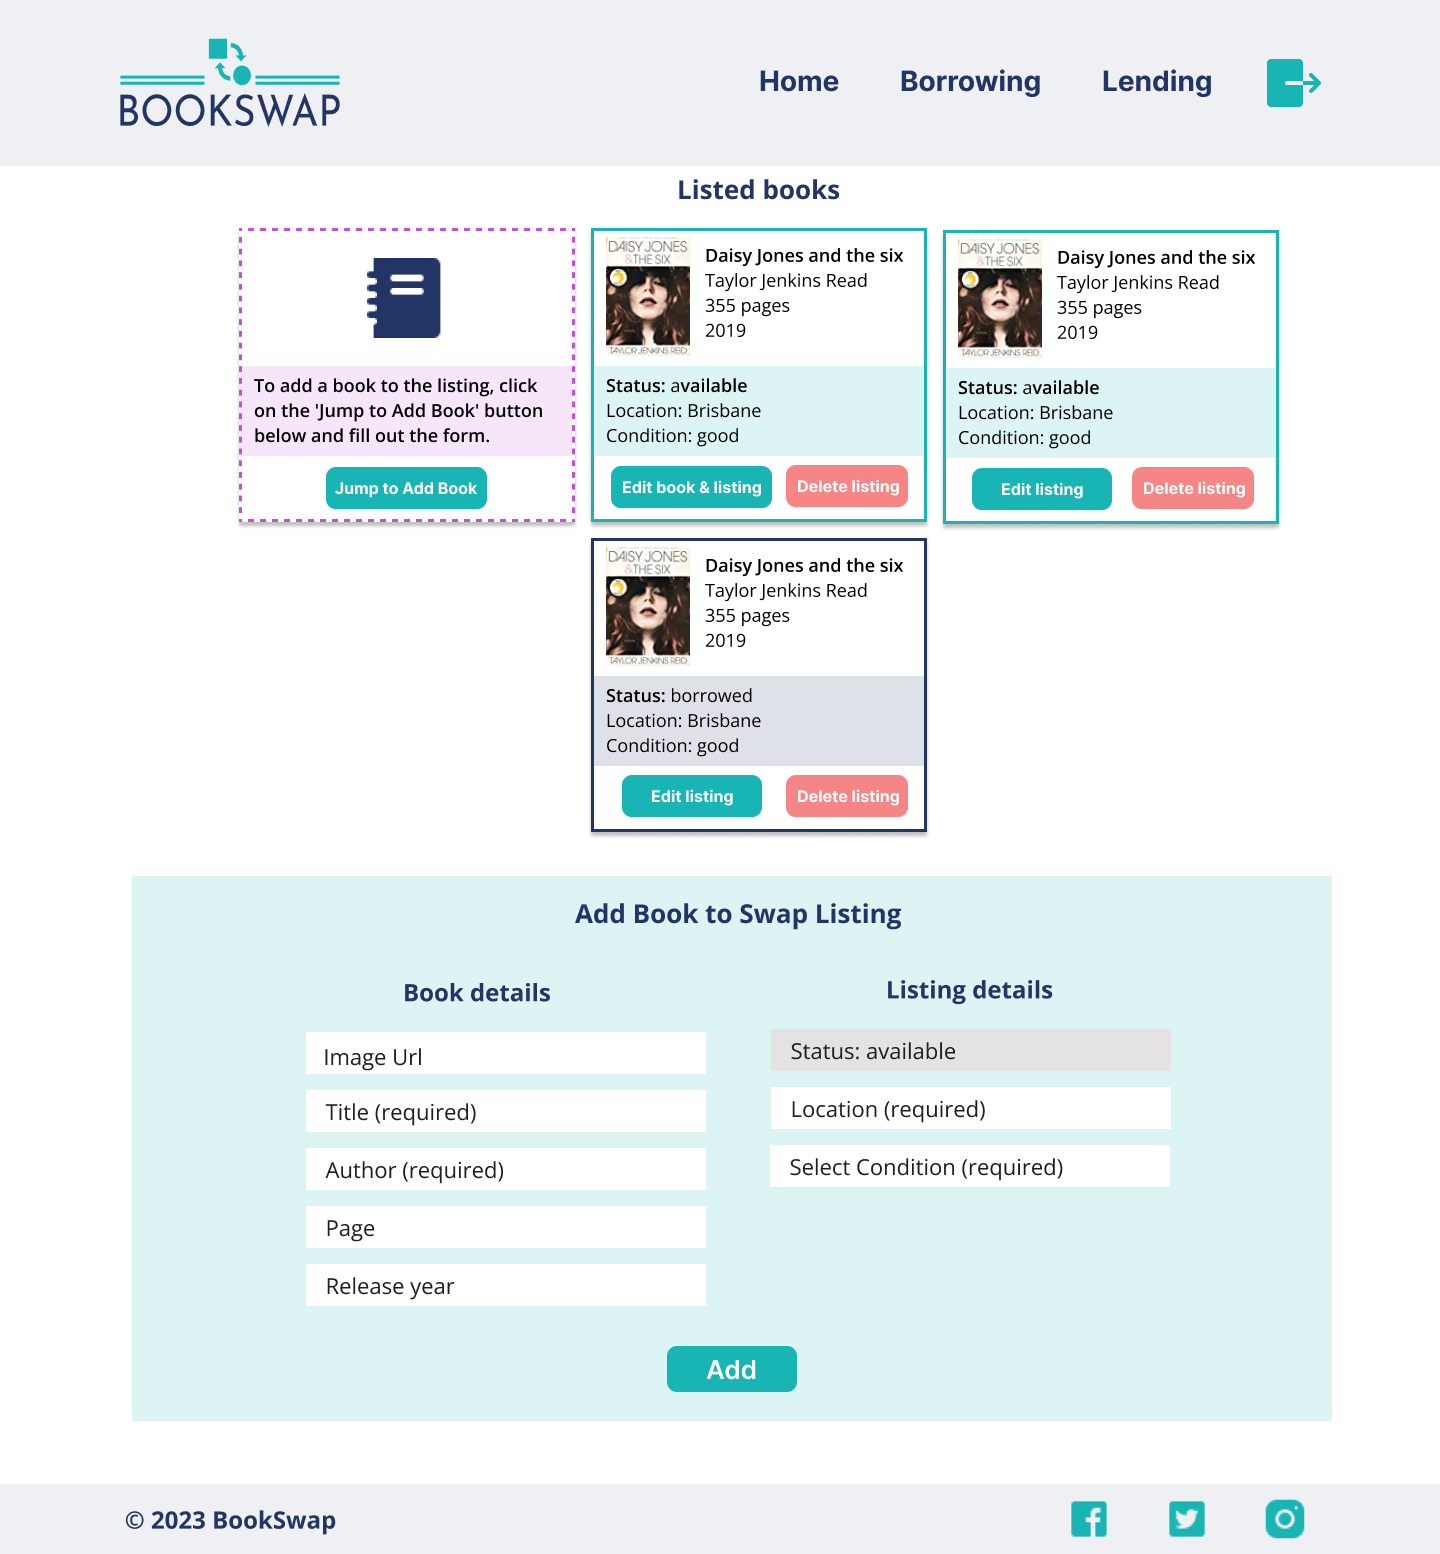 BOOKSWAP
Home
Borrowing
Lending
Listed books
To add a book to the listing, click
on the 'Jump to Add Book' button
below and fill out the form.
Jump to Add Book
DAISY JONES
& THE SIX
TAYLOR JENKINS REID
Daisy Jones and the six
Taylor Jenkins Read
355 pages
2019
Status: available
Location: Brisbane
Condition: good
Edit book & listing
Delete listing
DAISY JONES
& THE SIX
TAYLOR JENKINS REID
Daisy Jones and the six
Taylor Jenkins Read
355 pages
2019
Status: available
Location: Brisbane
Condition: good
Edit listing
Delete listing
DAISY JONES
& THE SIX
TAYLOR JENKINS REID
Daisy Jones and the six
Taylor Jenkins Read
355 pages
2019
Status: borrowed
Location: Brisbane
Condition: good
Edit listing
Delete listing
Add Book to Swap Listing
Book details
Image Url
Title (required)
Author (required)
Page
Release year
Listing details
Status: available
Location (required)
Select Condition (required)
Add
© 2023 BookSwap